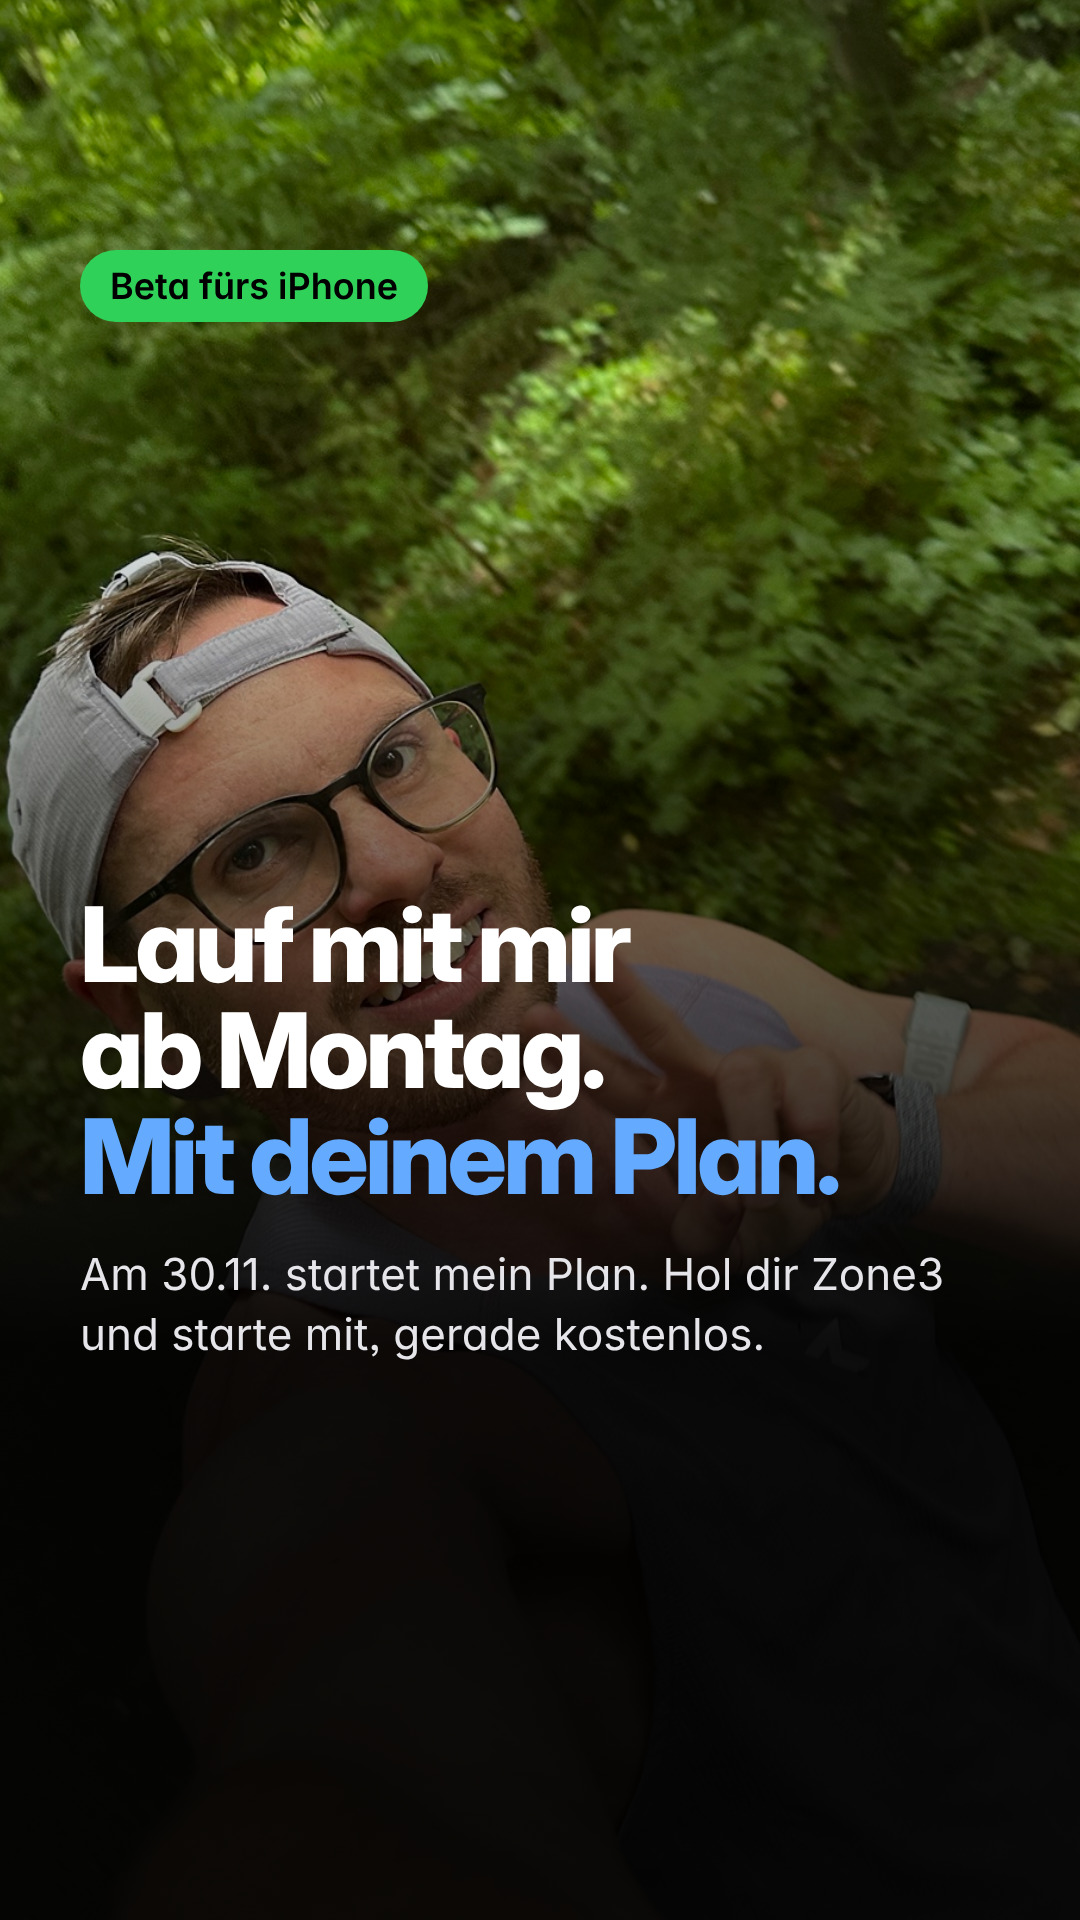 Beta fürs iPhone
Lauf mit mir
ab Montag.
Mit deinem Plan.
Am 30.11. startet mein Plan. Hol dir Zone3
und starte mit, gerade kostenlos.